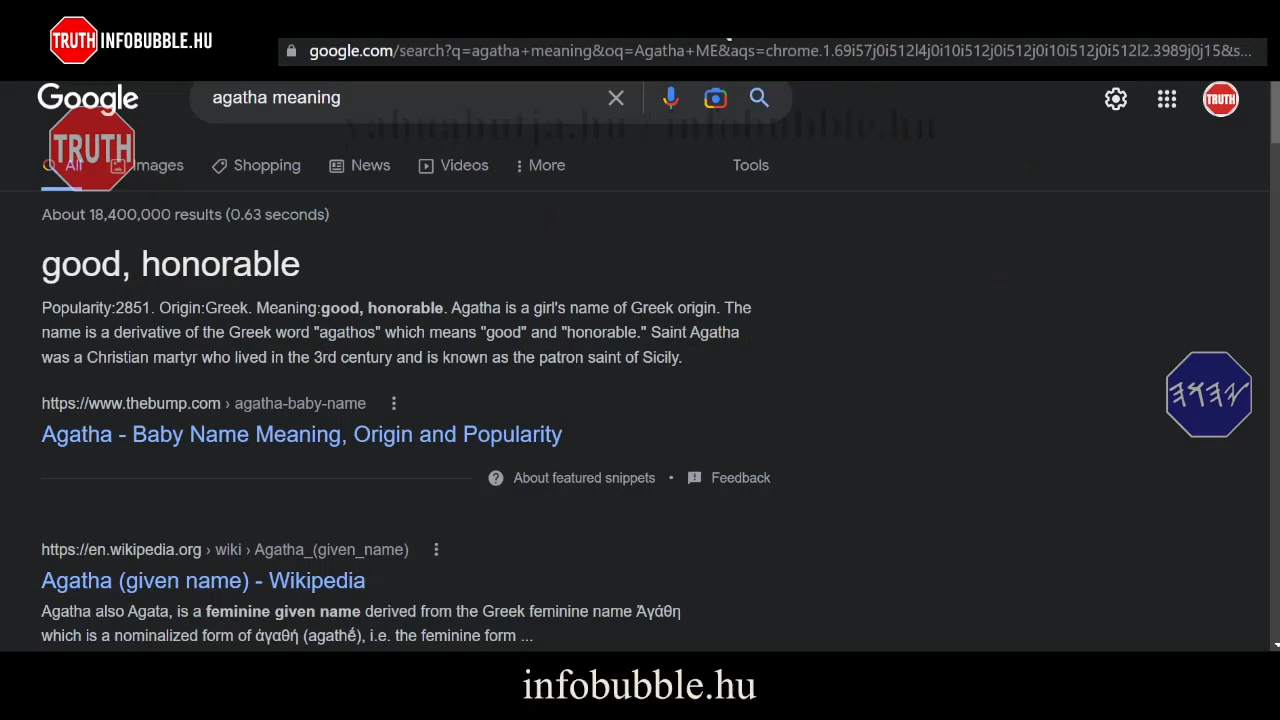 TRUTH INFOBUBBLE.HU
google.com/search?q=agatha+meaning&oq=Agatha+ME&aqs=chrome.1.69i57j0i512l4j0i10i512j0i512j0i10i512j0i512l2.3989j0j15&s...
Google
agatha meaning
TRUTH
yahuahutja.hu / infobubble.hu
TRUTH
All
Images
Shopping
News
Videos
More
Tools
About 18,400,000 results (0.63 seconds)
good, honorable
Popularity:2851. Origin:Greek. Meaning:good, honorable. Agatha is a girl's name of Greek origin. The
name is a derivative of the Greek word "agathos" which means "good" and "honorable." Saint Agatha
was a Christian martyr who lived in the 3rd century and is known as the patron saint of Sicily.
𐤉𐤄𐤅𐤄
https://www.thebump.com › agatha-baby-name
Agatha - Baby Name Meaning, Origin and Popularity
About featured snippets • Feedback
https://en.wikipedia.org › wiki › Agatha_(given_name)
Agatha (given name) - Wikipedia
Agatha also Agata, is a feminine given name derived from the Greek feminine name Ἀγάθη
which is a nominalized form of ἀγαθή (agathḗ), i.e. the feminine form ...
infobubble.hu